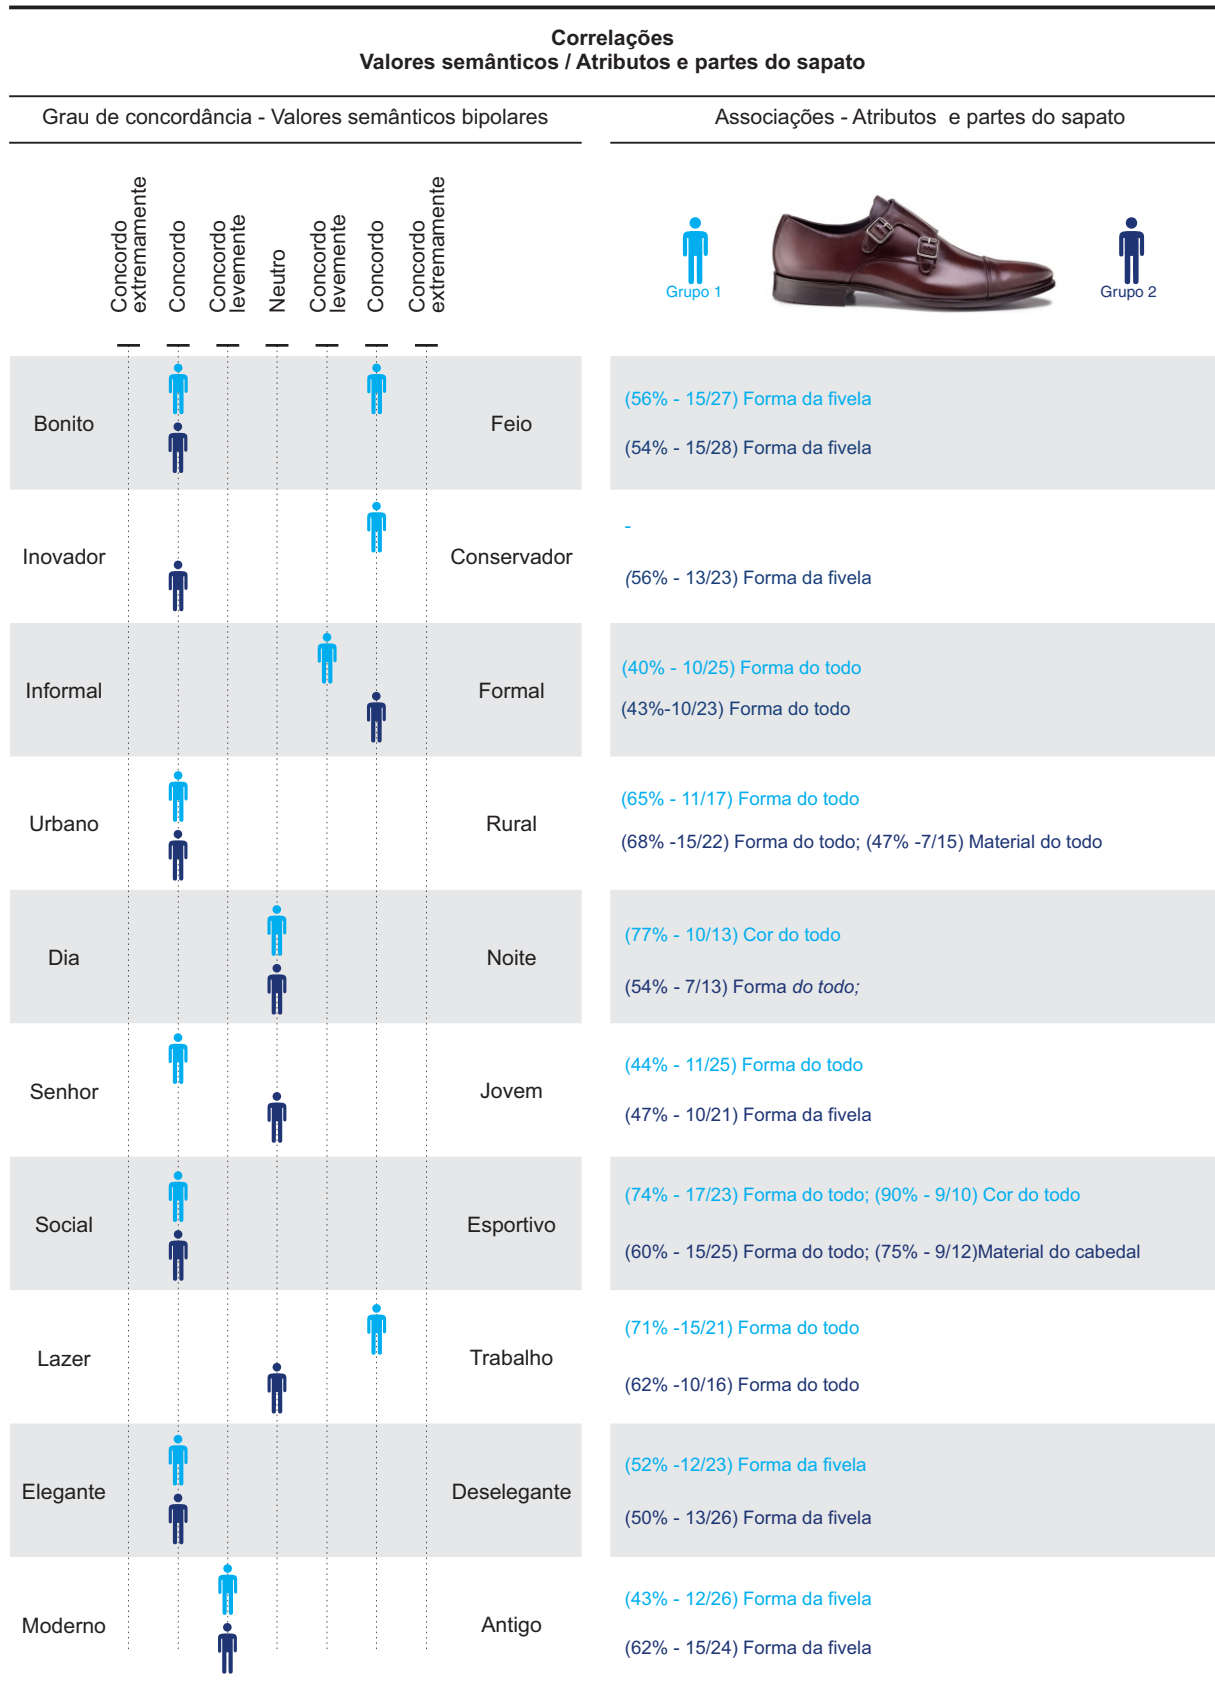 Correlações
Valores semânticos / Atributos e partes do sapato
Grau de concordância - Valores semânticos bipolares
Associações - Atributos e partes do sapato
Concordo extremamente
Concordo
Concordo levemente
Neutro
Concordo levemente
Concordo
Concordo extremamente
Grupo 1
Grupo 2
Bonito
Feio
(56% - 15/27) Forma da fivela
(54% - 15/28) Forma da fivela
Inovador
Conservador
-
(56% - 13/23) Forma da fivela
Informal
Formal
(40% - 10/25) Forma do todo
(43%-10/23) Forma do todo
Urbano
Rural
(65% - 11/17) Forma do todo
(68% -15/22) Forma do todo; (47% -7/15) Material do todo
Dia
Noite
(77% - 10/13) Cor do todo
(54% - 7/13) Forma do todo;
Senhor
Jovem
(44% - 11/25) Forma do todo
(47% - 10/21) Forma da fivela
Social
Esportivo
(74% - 17/23) Forma do todo; (90% - 9/10) Cor do todo
(60% - 15/25) Forma do todo; (75% - 9/12)Material do cabedal
Lazer
Trabalho
(71% -15/21) Forma do todo
(62% -10/16) Forma do todo
Elegante
Deselegante
(52% -12/23) Forma da fivela
(50% - 13/26) Forma da fivela
Moderno
Antigo
(43% - 12/26) Forma da fivela
(62% - 15/24) Forma da fivela